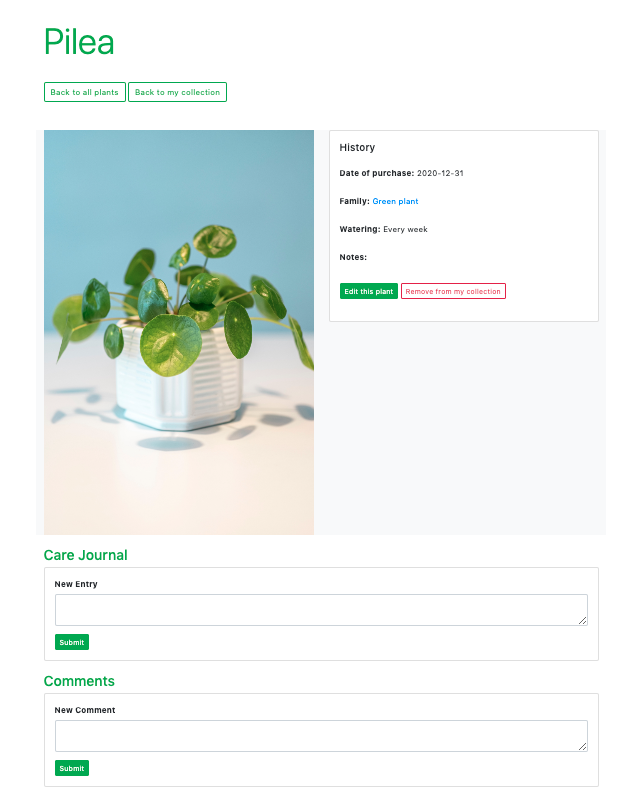 Pilea
Back to all plants Back to my collection
History
Date of purchase: 2020-12-31
Family: Green plant
Watering: Every week
Notes:
Edit this plant Remove from my collection
Care Journal
New Entry
Submit
Comments
New Comment
Submit